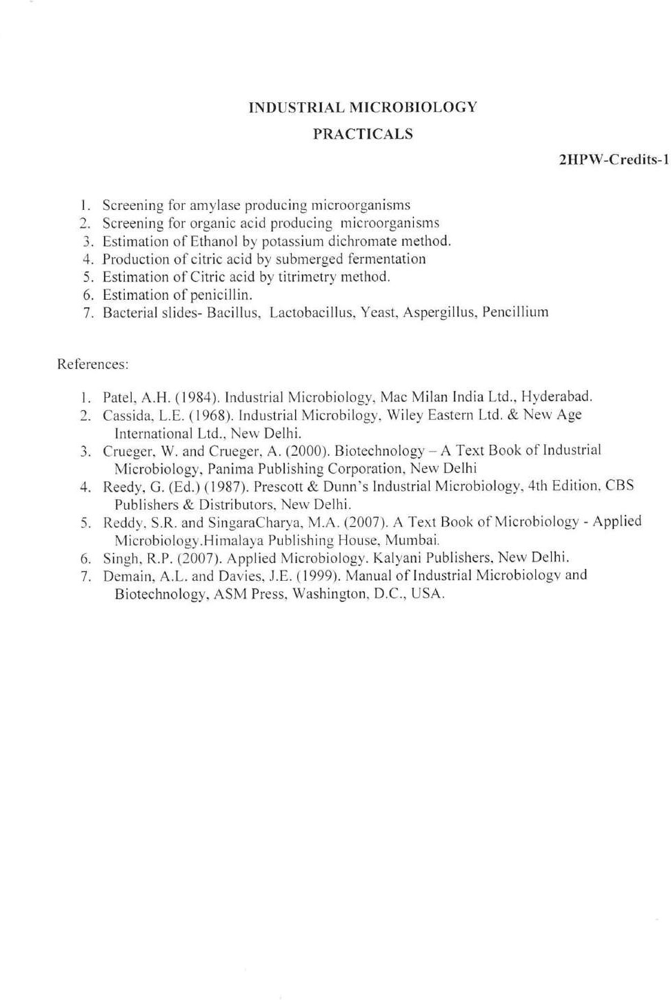 INDUSTRIAL MICROBIOLOGY
PRACTICALS
2HPW-Credits-1
1. Screening for amylase producing microorganisms
2. Screening for organic acid producing microorganisms
3. Estimation of Ethanol by potassium dichromate method.
4. Production of citric acid by submerged fermentation
5. Estimation of Citric acid by titrimetry method.
6. Estimation of penicillin.
7. Bacterial slides- Bacillus, Lactobacillus, Yeast, Aspergillus, Pencillium
References:
1. Patel, A.H. (1984). Industrial Microbiology, Mac Milan India Ltd., Hyderabad.
2. Cassida, L.E. (1968). Industrial Microbilogy, Wiley Eastern Ltd. & New Age
International Ltd., New Delhi.
3. Crueger, W. and Crueger, A. (2000). Biotechnology – A Text Book of Industrial
Microbiology, Panima Publishing Corporation, New Delhi
4. Reedy, G. (Ed.) (1987). Prescott & Dunn's Industrial Microbiology, 4th Edition, CBS
Publishers & Distributors, New Delhi.
5. Reddy, S.R. and SingaraCharya, M.A. (2007). A Text Book of Microbiology - Applied
Microbiology.Himalaya Publishing House, Mumbai.
6. Singh, R.P. (2007). Applied Microbiology. Kalyani Publishers, New Delhi.
7. Demain, A.L. and Davies, J.E. (1999). Manual of Industrial Microbiology and
Biotechnology, ASM Press, Washington, D.C., USA.